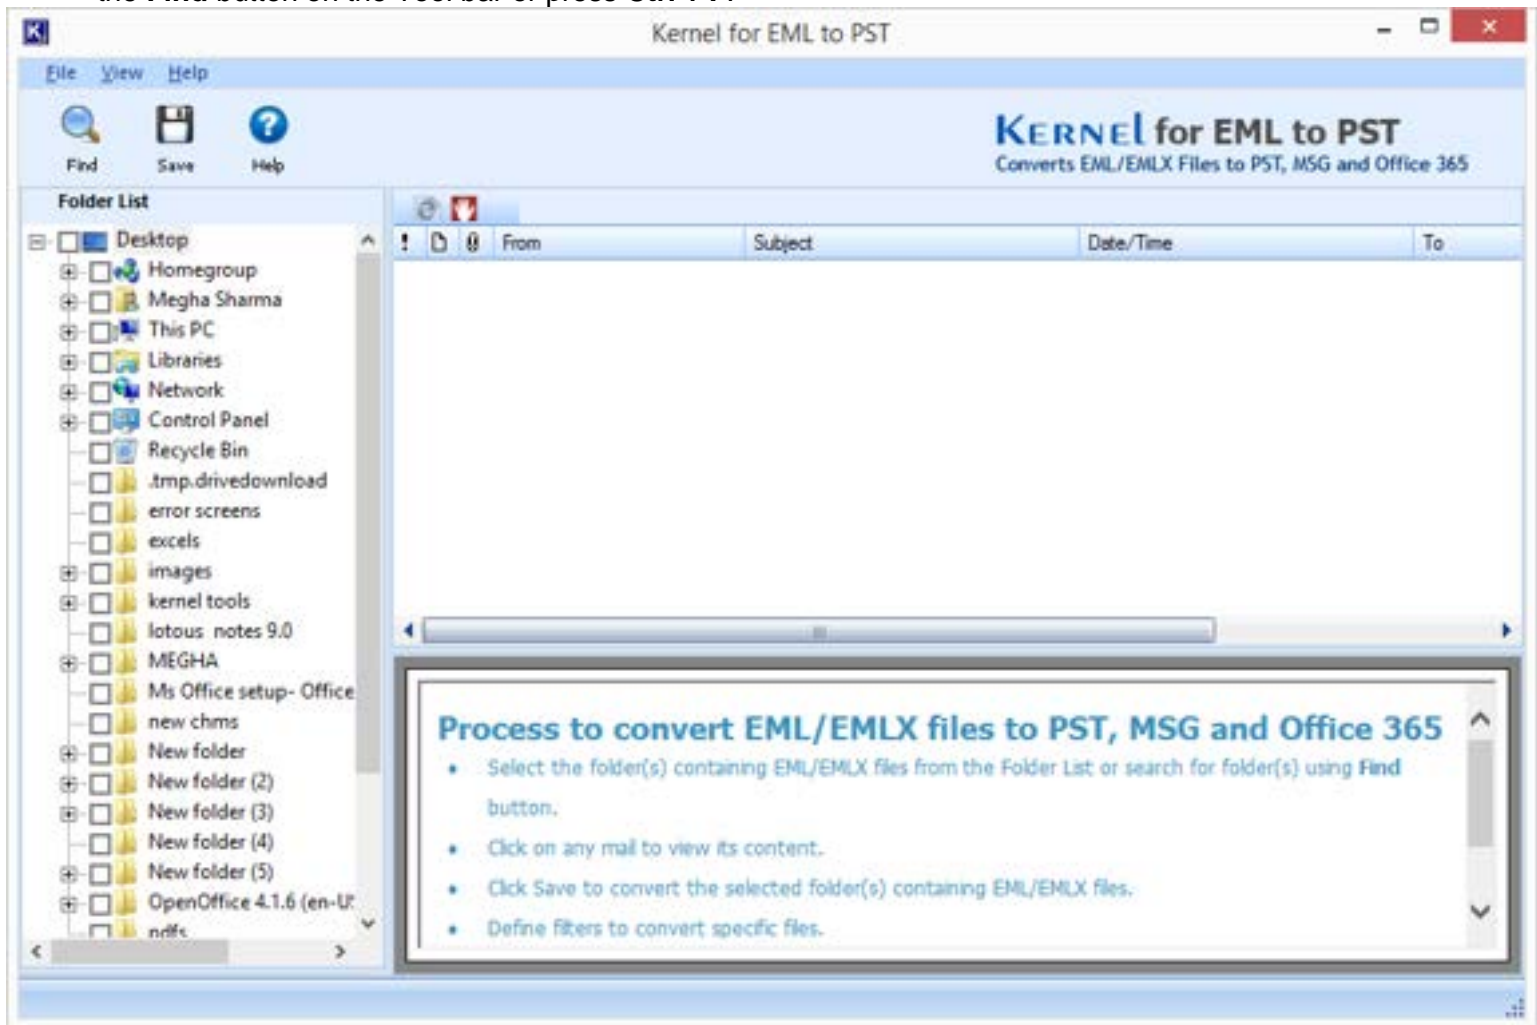 Kernel for EML to PST
File View Help
Find Save Help
KERNEL for EML to PST
Converts EML/EMLX Files to PST, MSG and Office 365
Folder List
! From Subject Date/Time To
Desktop
Homegroup
Megha Sharma
This PC
Libraries
Network
Control Panel
Recycle Bin
.tmp.drivedownload
error screens
excels
images
kernel tools
lotous notes 9.0
MEGHA
Ms Office setup- Office
new chms
New folder
New folder (2)
New folder (3)
New folder (4)
New folder (5)
OpenOffice 4.1.6 (en-U
Process to convert EML/EMLX files to PST, MSG and Office 365
• Select the folder(s) containing EML/EMLX files from the Folder List or search for folder(s) using Find
button.
• Click on any mail to view its content.
• Click Save to convert the selected folder(s) containing EML/EMLX files.
• Define filters to convert specific files.